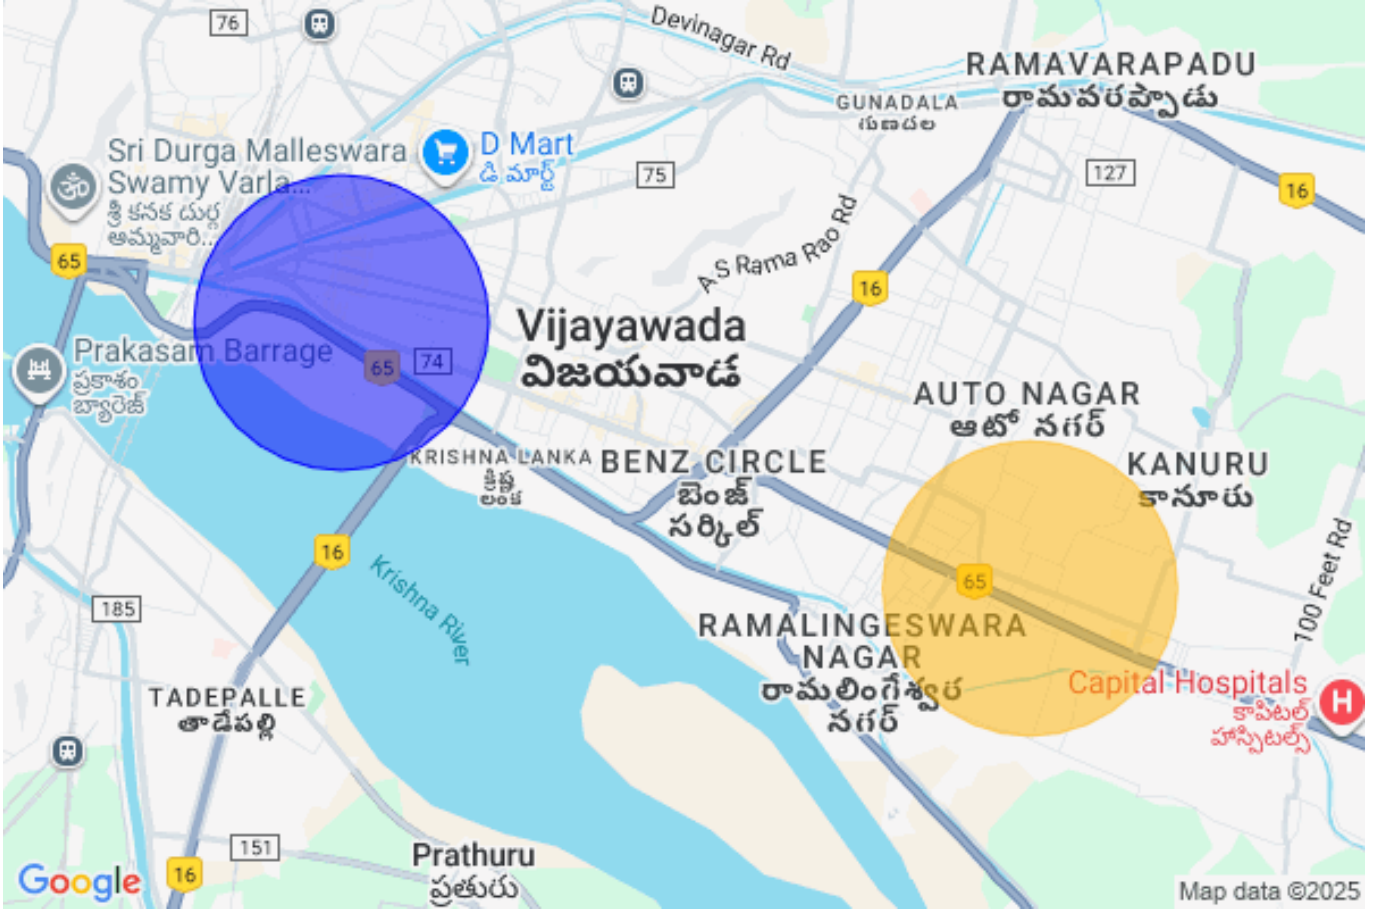 76
Devinagar Rd
RAMAVARAPADU
రామవరప్పాడు
GUNADALA
గుణదల
Sri Durga Malleswara
Swamy Varla...
శ్రీ కనక దుర్గ
అమ్మవారి...
D Mart
డి మార్ట్
75
127
16
A S Rama Rao Rd
65
16
Vijayawada
విజయవాడ
Prakasam Barrage
ప్రకాశం
బ్యారెజ్
65
74
AUTO NAGAR
ఆటో నగర్
KRISHNA LANKA
క్రిష్ణ
లంక
BENZ CIRCLE
బెంజ్
సర్కిల్
KANURU
కానూరు
16
Krishna River
65
100 Feet Rd
185
RAMALINGESWARA
NAGAR
రామలింగేశ్వర
నగర్
TADEPALLE
తాడేపల్లి
Capital Hospitals
కాపిటల్
హాస్పిటల్స్
H
151
Prathuru
ప్రతురు
16
Google
Map data ©2025